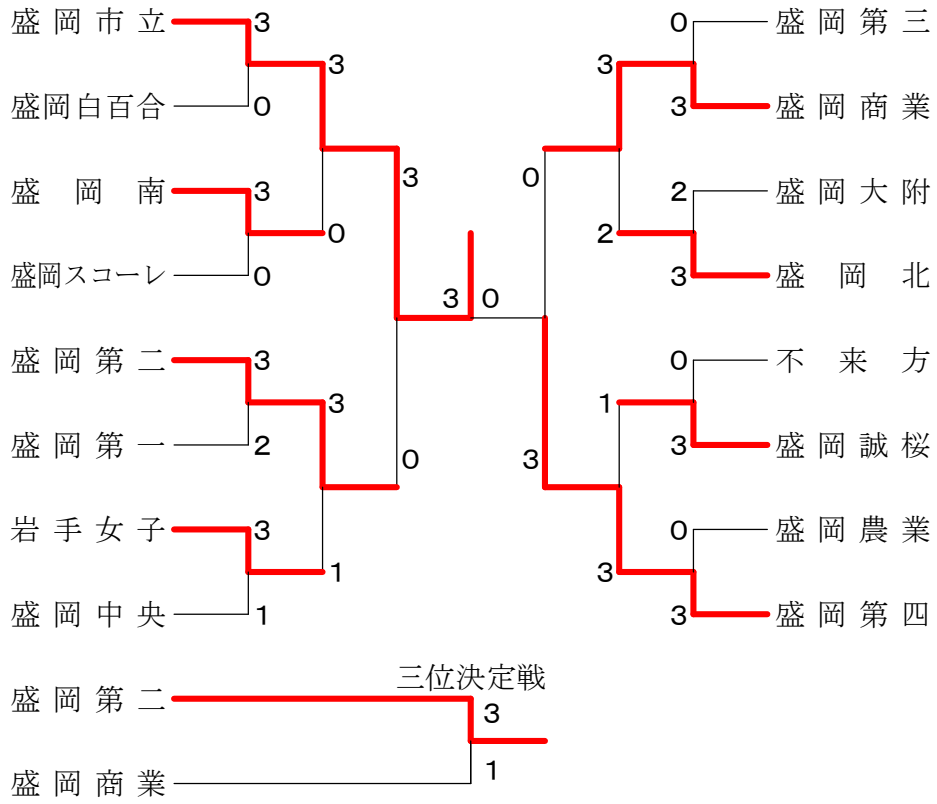 盛岡市立 3 0 盛岡第三
3 3
盛岡白百合 0 3 盛岡商業
3 0
盛岡南 3 2 盛岡大附
0 2
盛岡スコーレ 0 3 盛岡北
3 0
盛岡第二 3 0 不来方
3 1
盛岡第一 2 3 盛岡誠桜
0 3
岩手女子 3 0 盛岡農業
1 3
盛岡中央 1 3 盛岡第四
三位決定戦
盛岡第二 3
盛岡商業 1